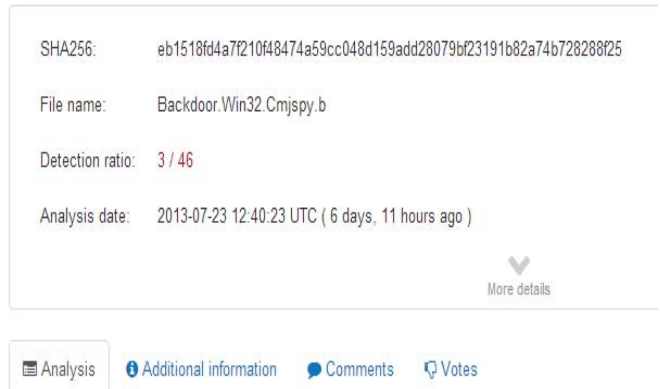 SHA256: eb1518fd4a7f210f48474a59cc048d159add28079bf23191b82a74b728288f25
File name: Backdoor.Win32.Cmjspy.b
Detection ratio: 3 / 46
Analysis date: 2013-07-23 12:40:23 UTC ( 6 days, 11 hours ago )
More details
Analysis Additional information Comments Votes